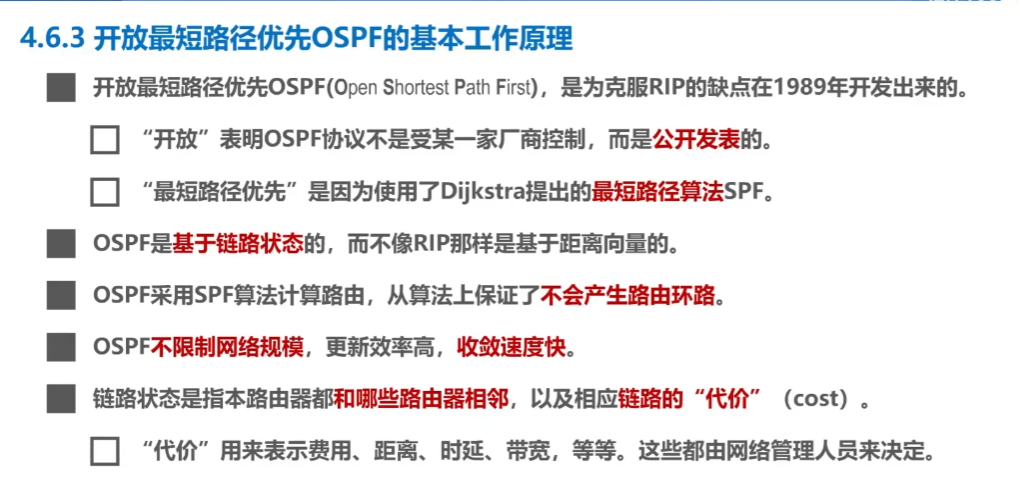 4.6.3 开放最短路径优先OSPF的基本工作原理
开放最短路径优先OSPF(Open Shortest Path First)，是为克服RIP的缺点在1989年开发出来的。
“开放”表明OSPF协议不是受某一家厂商控制，而是公开发表的。
“最短路径优先”是因为使用了Dijkstra提出的最短路径算法SPF。
OSPF是基于链路状态的，而不像RIP那样是基于距离向量的。
OSPF采用SPF算法计算路由，从算法上保证了不会产生路由环路。
OSPF不限制网络规模，更新效率高，收敛速度快。
链路状态是指本路由器都和哪些路由器相邻，以及相应链路的“代价”（cost）。
“代价”用来表示费用、距离、时延、带宽，等等。这些都由网络管理人员来决定。